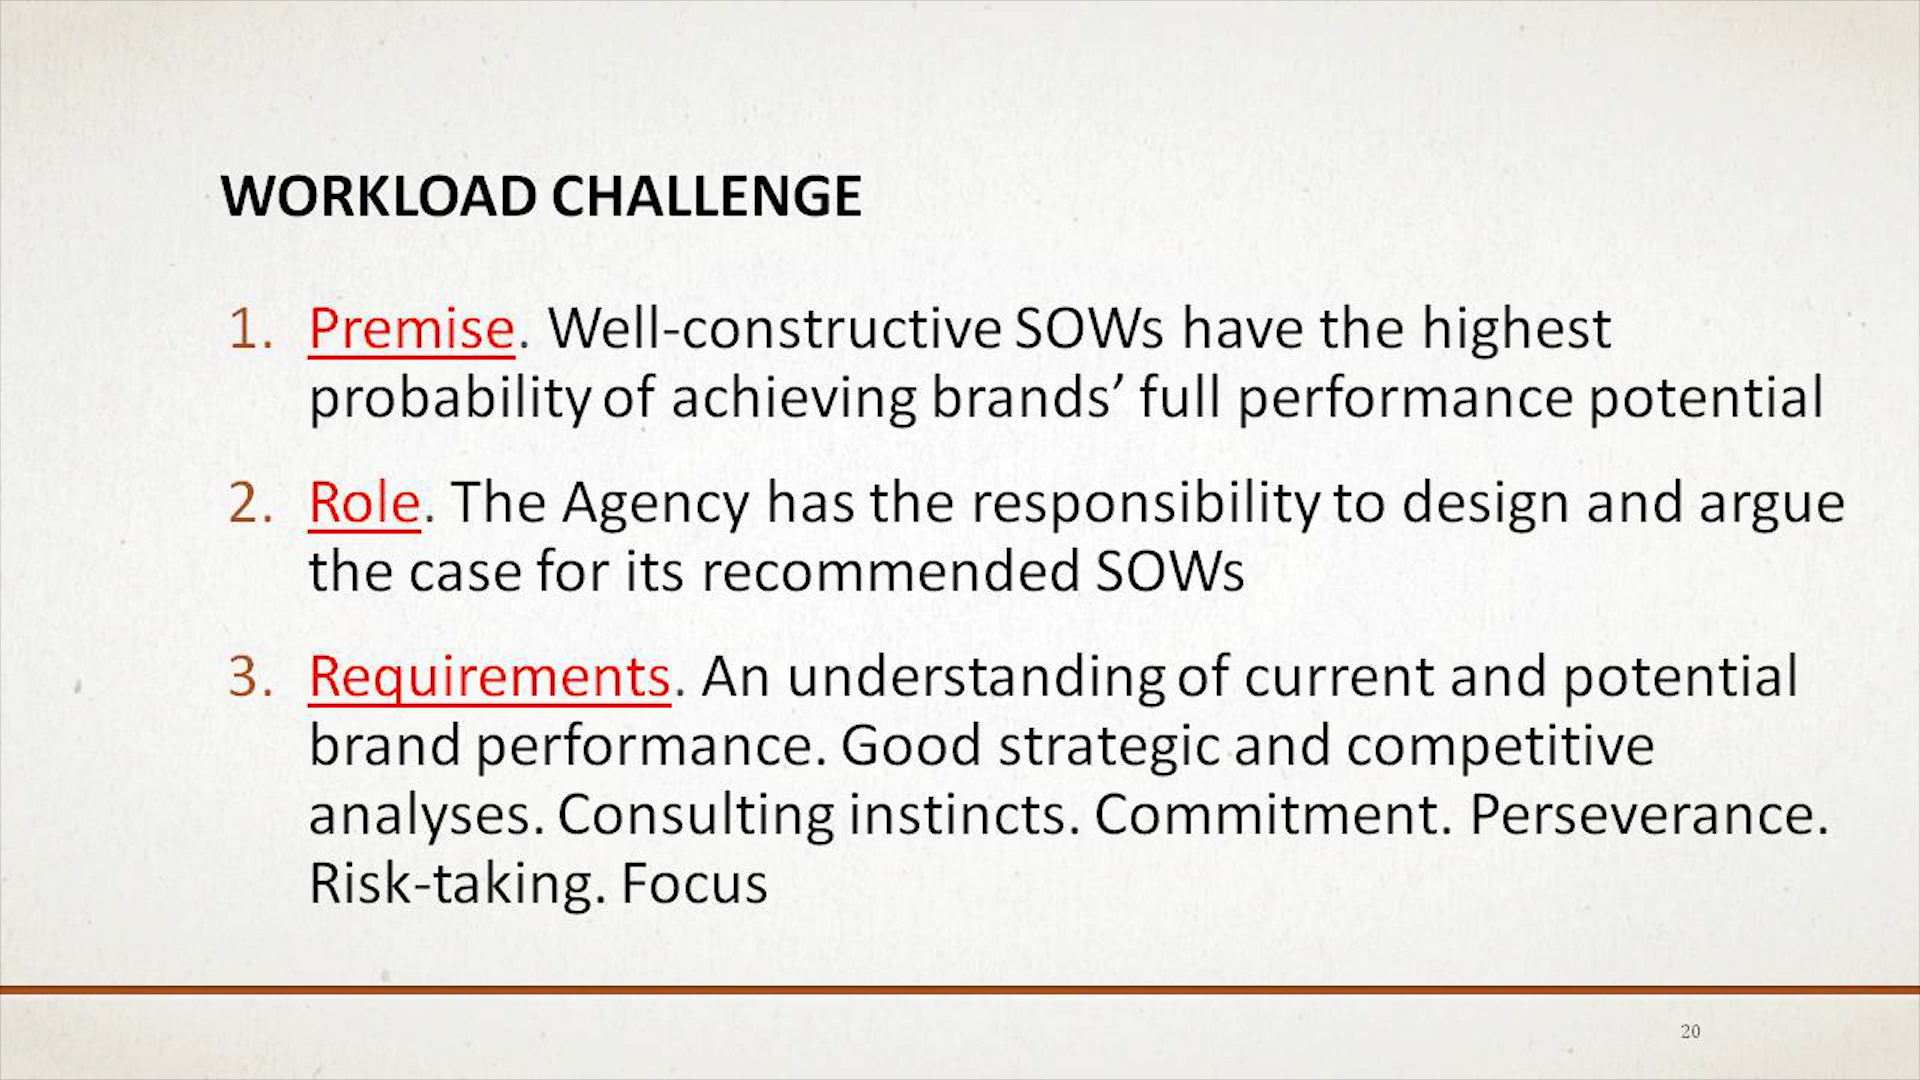 WORKLOAD CHALLENGE
1. Premise. Well-constructive SOWs have the highest
probability of achieving brands’ full performance potential
2. Role. The Agency has the responsibility to design and argue
the case for its recommended SOWs
3. Requirements. An understanding of current and potential
brand performance. Good strategic and competitive
analyses. Consulting instincts. Commitment. Perseverance.
Risk-taking. Focus
20